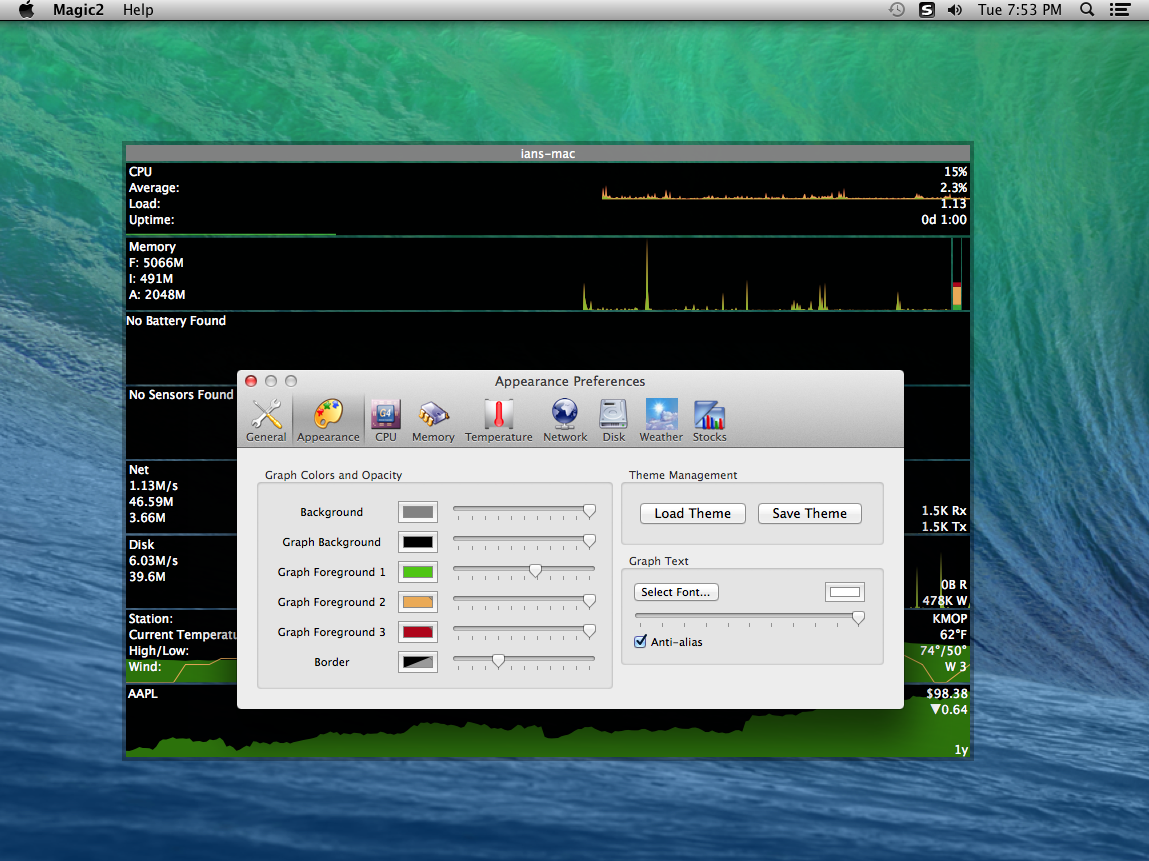 Magic2 Help Tue 7:53 PM
ians-mac
CPU 15%
Average: 2.3%
Load: 1.13
Uptime: 0d 1:00
Memory
F: 5066M
I: 491M
A: 2048M
No Battery Found
No Sensors Found
Appearance Preferences
G4
General Appearance CPU Memory Temperature Network Disk Weather Stocks
Net
1.13M/s
46.59M
3.66M
1.5K Rx
1.5K Tx
Disk
6.03M/s
39.6M
0B R
478K W
Graph Colors and Opacity
Background
Graph Background
Graph Foreground 1
Graph Foreground 2
Graph Foreground 3
Border
Theme Management
Load Theme Save Theme
Graph Text
Select Font...
Anti-alias
Station: KMOP
Current Temperatu 62°F
High/Low: 74°/50°
Wind: W 3
AAPL $98.38
▼0.64
1y